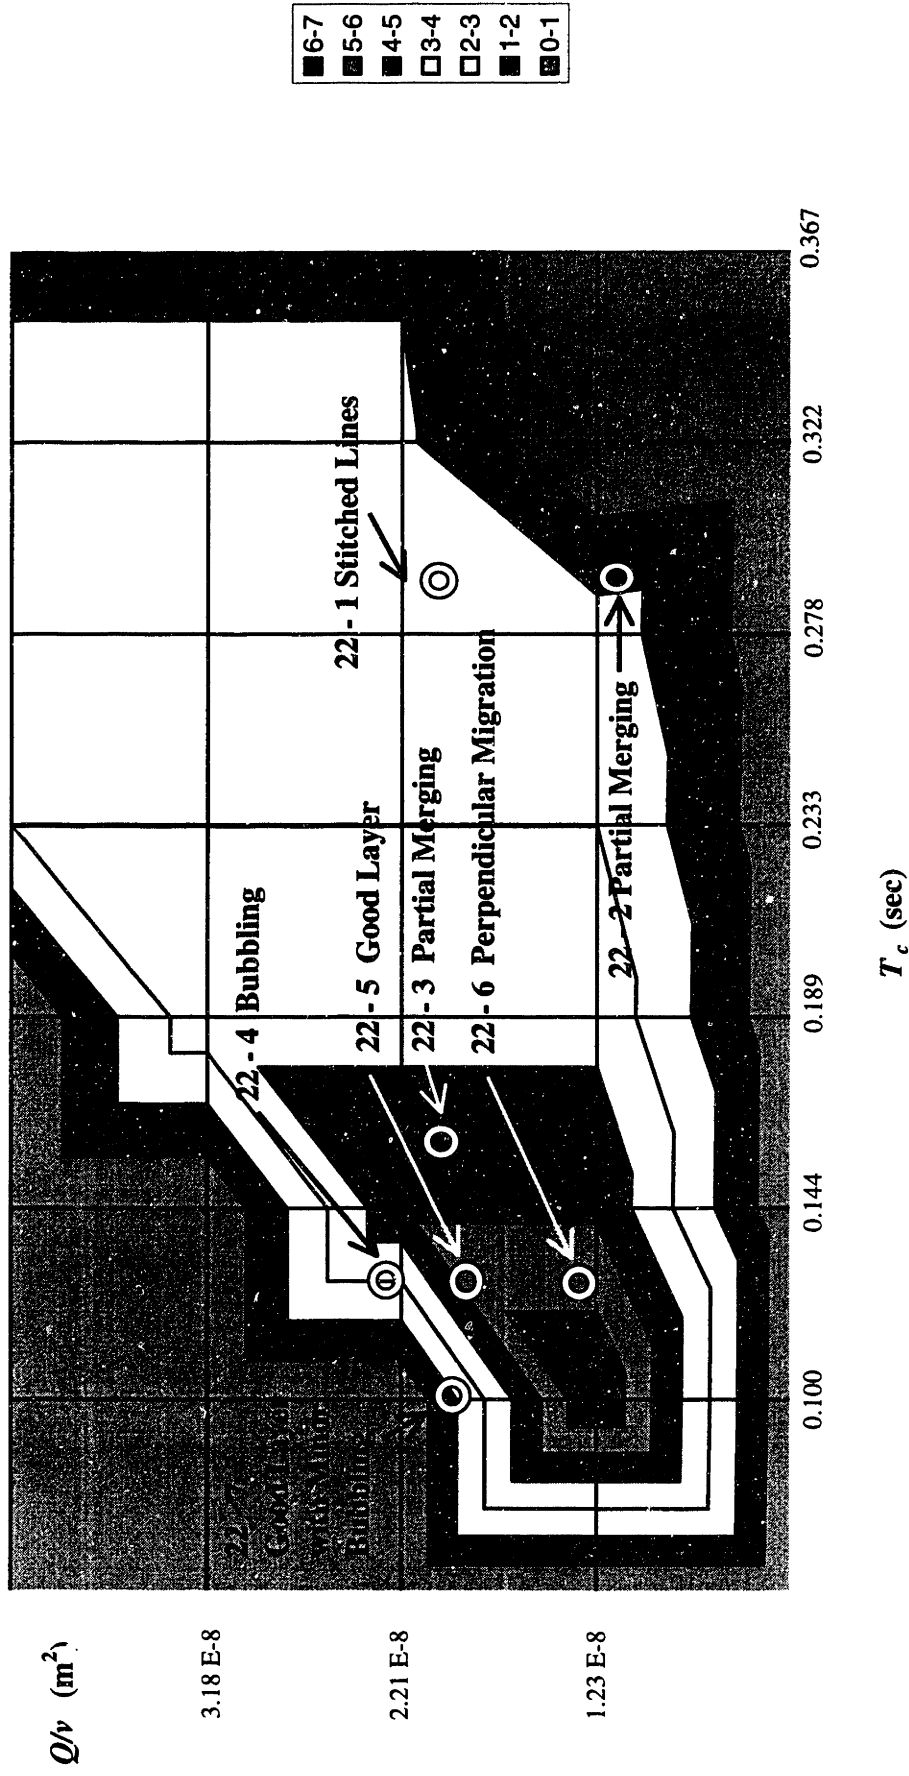 Q/v (m²)
3.18 E-8
2.21 E-8
1.23 E-8
22 - 4 Bubbling
22 - 5 Good Layer
22 - 3 Partial Merging
22 - 6 Perpendicular Migration
22 - 1 Stitched Lines
22 - 2 Partial Merging
22
Bubbling
0.100
0.144
0.189
0.233
0.278
0.322
0.367
T c (sec)
6-7
5-6
4-5
3-4
2-3
1-2
0-1